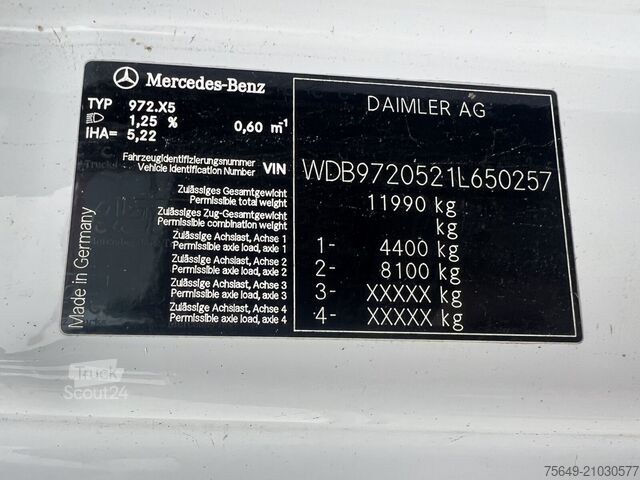 Mercedes-Benz
DAIMLER AG
TYP 972.X5
1,25 % 0,60 m⁻¹
IHA= 5,22
Fahrzeugidentifizierungsnummer
Vehicle Identification Number VIN WDB9720521L650257
Zulässiges Gesamtgewicht
Permissible total weight 11990 kg
Zulässiges Zug-Gesamtgewicht
Permissible combination weight kg
Zulässige Achslast, Achse 1
Permissible axle load, axle 1 1- 4400 kg
Zulässige Achslast, Achse 2
Permissible axle load, axle 2 2- 8100 kg
Zulässige Achslast, Achse 3
Permissible axle load, axle 3 3- XXXXX kg
Zulässige Achslast, Achse 4
Permissible axle load, axle 4 4- XXXXX kg
Made in Germany
Truck
Scout24
75649-21030577